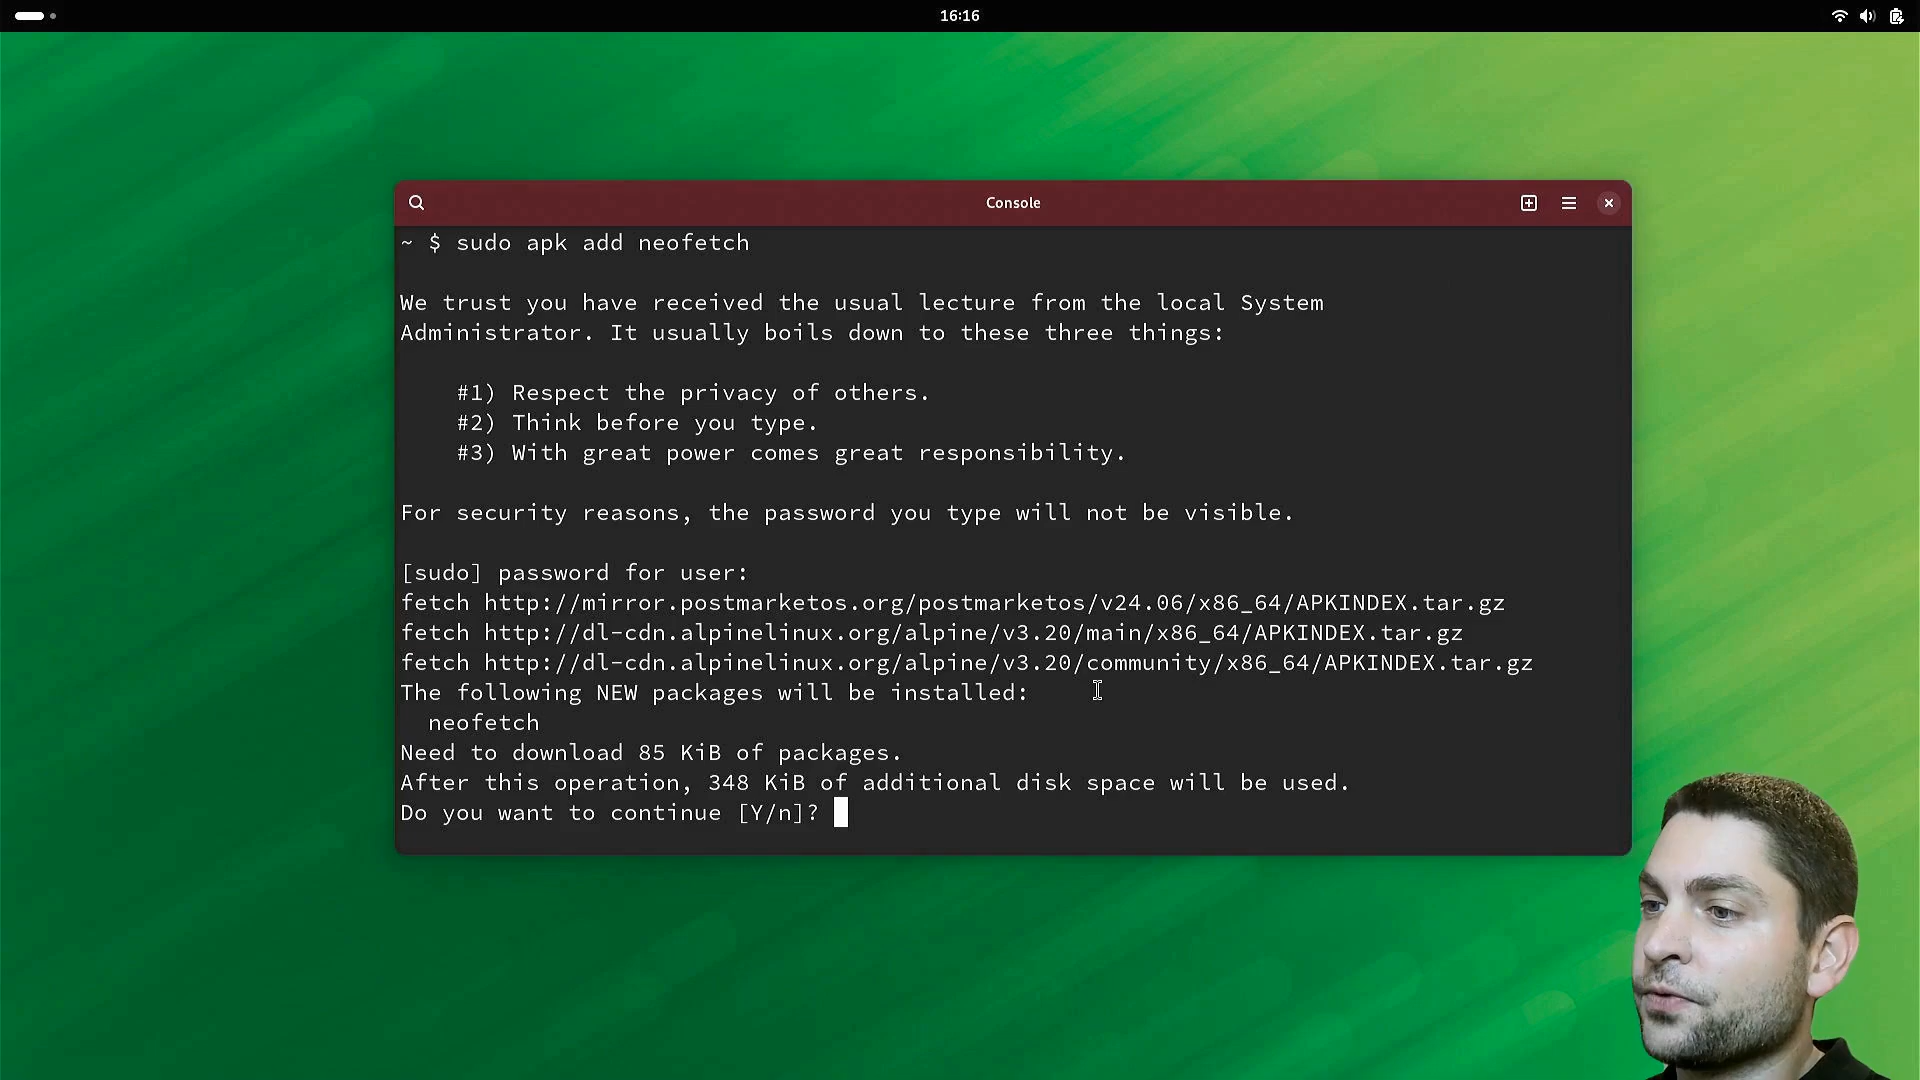 16:16
Console
~ $ sudo apk add neofetch
We trust you have received the usual lecture from the local System
Administrator. It usually boils down to these three things:
#1) Respect the privacy of others.
#2) Think before you type.
#3) With great power comes great responsibility.
For security reasons, the password you type will not be visible.
[sudo] password for user:
fetch http://mirror.postmarketos.org/postmarketos/v24.06/x86_64/APKINDEX.tar.gz
fetch http://dl-cdn.alpinelinux.org/alpine/v3.20/main/x86_64/APKINDEX.tar.gz
fetch http://dl-cdn.alpinelinux.org/alpine/v3.20/community/x86_64/APKINDEX.tar.gz
The following NEW packages will be installed:
neofetch
Need to download 85 KiB of packages.
After this operation, 348 KiB of additional disk space will be used.
Do you want to continue [Y/n]?